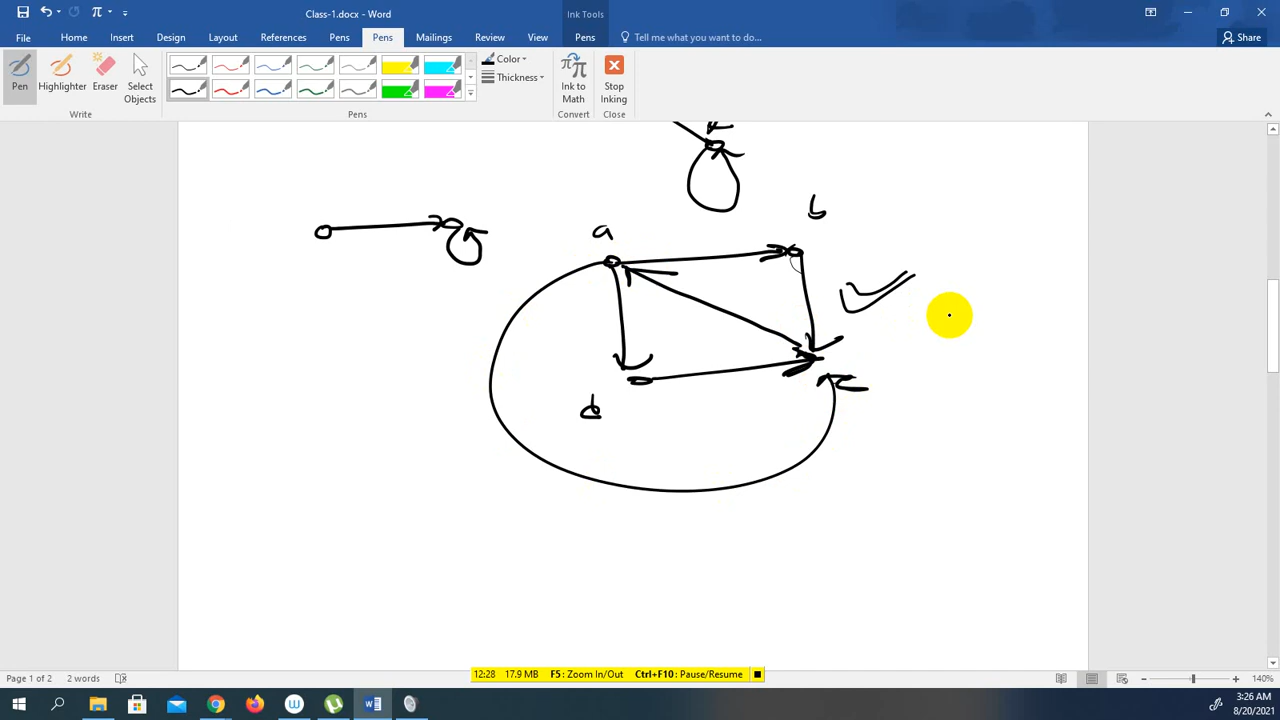 Class-1.docx - Word
Ink Tools
File
Home
Insert
Design
Layout
References
Pens
Pens
Mailings
Review
View
Pens
Tell me what you want to do...
Share
Pen
Highlighter
Eraser
Select Objects
Color
Thickness
Ink to Math
Stop Inking
Write
Pens
Convert
Close
a
b
d
12:28 17.9 MB F5: Zoom In/Out Ctrl+F10: Pause/Resume
Page 1 of 2 2 words
140%
3:26 AM
8/20/2021